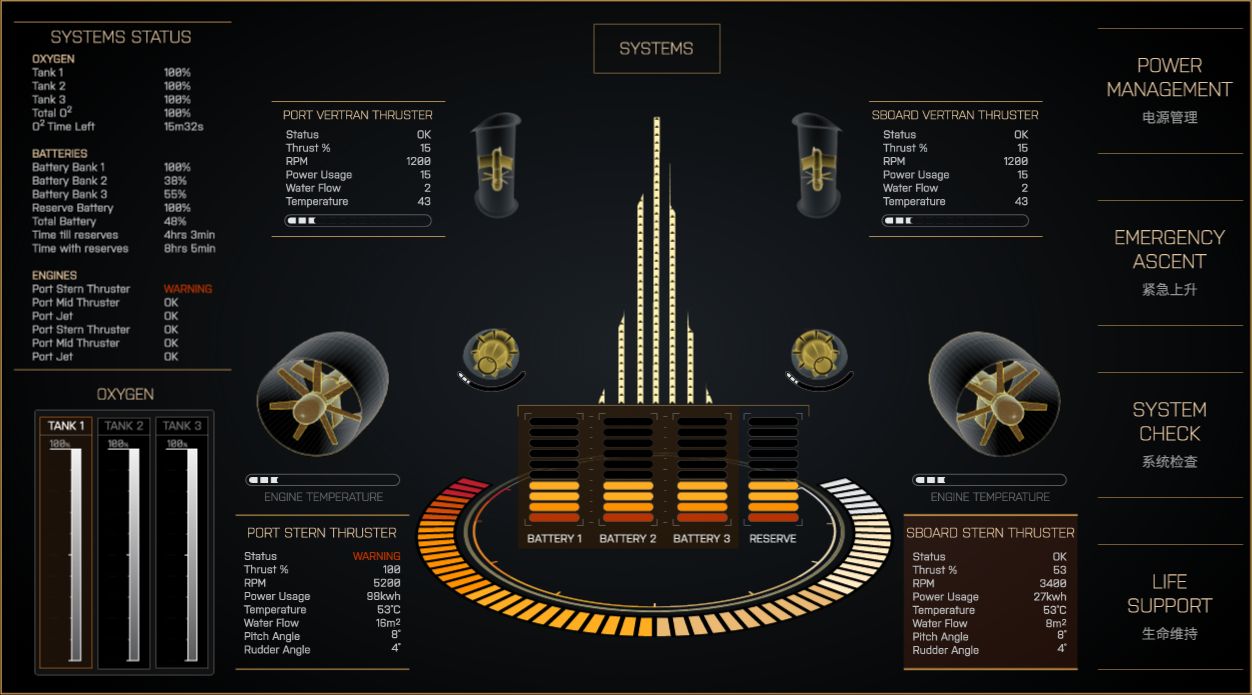 SYSTEMS STATUS
OXYGEN
Tank 1 100%
Tank 2 100%
Tank 3 100%
Total O² 100%
O² Time Left 15m32s
BATTERIES
Battery Bank 1 100%
Battery Bank 2 38%
Battery Bank 3 55%
Reserve Battery 100%
Total Battery 48%
Time till reserves 4hrs 3min
Time with reserves 8hrs 5min
ENGINES
Port Stern Thruster WARNING
Port Mid Thruster OK
Port Jet OK
Port Stern Thruster OK
Port Mid Thruster OK
Port Jet OK
OXYGEN
TANK 1 TANK 2 TANK 3
100% 100% 100%
SYSTEMS
PORT VERTRAN THRUSTER
Status OK
Thrust % 15
RPM 1200
Power Usage 15
Water Flow 2
Temperature 43
SBOARD VERTRAN THRUSTER
Status OK
Thrust % 15
RPM 1200
Power Usage 15
Water Flow 2
Temperature 43
ENGINE TEMPERATURE
PORT STERN THRUSTER
Status WARNING
Thrust % 100
RPM 5200
Power Usage 98kwh
Temperature 53°C
Water Flow 16m²
Pitch Angle 8°
Rudder Angle 4°
BATTERY 1 BATTERY 2 BATTERY 3 RESERVE
ENGINE TEMPERATURE
SBOARD STERN THRUSTER
Status OK
Thrust % 53
RPM 3400
Power Usage 27kwh
Temperature 53°C
Water Flow 8m²
Pitch Angle 8°
Rudder Angle 4°
POWER
MANAGEMENT
电源管理
EMERGENCY
ASCENT
紧急上升
SYSTEM
CHECK
系统检查
LIFE
SUPPORT
生命维持